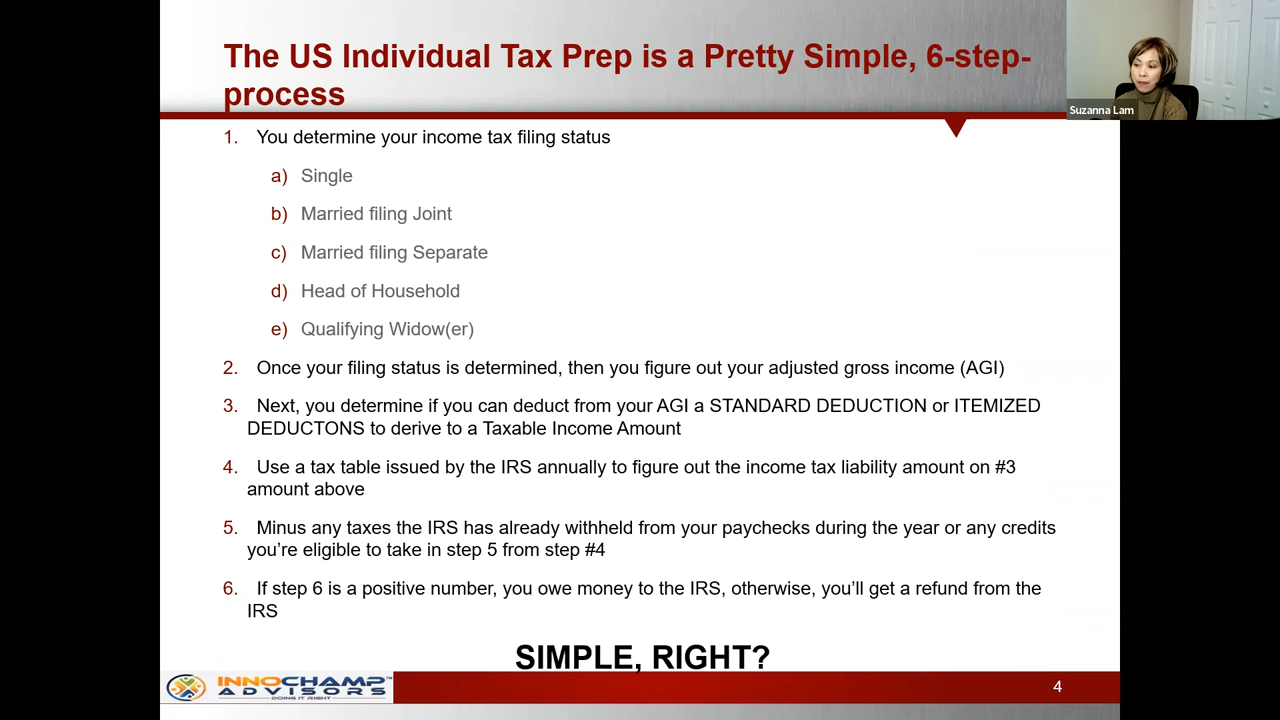 The US Individual Tax Prep is a Pretty Simple, 6-step-
process
Suzanna Lam
1. You determine your income tax filing status
a) Single
b) Married filing Joint
c) Married filing Separate
d) Head of Household
e) Qualifying Widow(er)
2. Once your filing status is determined, then you figure out your adjusted gross income (AGI)
3. Next, you determine if you can deduct from your AGI a STANDARD DEDUCTION or ITEMIZED
DEDUCTONS to derive to a Taxable Income Amount
4. Use a tax table issued by the IRS annually to figure out the income tax liability amount on #3
amount above
5. Minus any taxes the IRS has already withheld from your paychecks during the year or any credits
you’re eligible to take in step 5 from step #4
6. If step 6 is a positive number, you owe money to the IRS, otherwise, you’ll get a refund from the
IRS
SIMPLE, RIGHT?
INNOCHAMP™
ADVISORS
DOING IT RIGHT
4